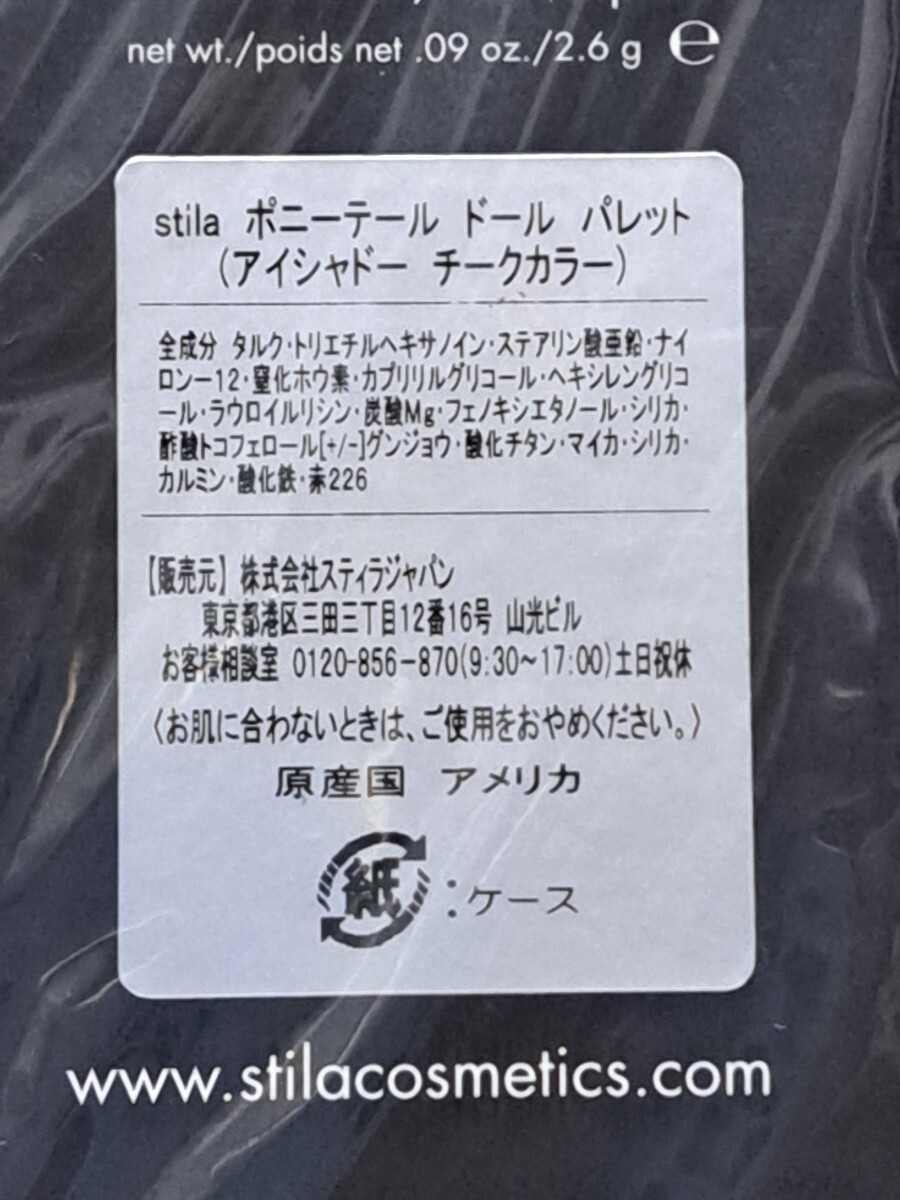 net wt./poids net .09 oz./2.6 g ℮
stila ポニーテール ドール パレット
(アイシャドー チークカラー)
全成分 タルク・トリエチルヘキサノイン・ステアリン酸亜鉛・ナイ
ロンー12・窒化ホウ素・カプリリルグリコール・ヘキシレングリコ
ール・ラウロイルリシン・炭酸Mg・フェノキシエタノール・シリカ・
酢酸トコフェロール[+/-]グンジョウ・酸化チタン・マイカ・シリカ・
カルミン・酸化鉄・赤226
【販売元】 株式会社スティラジャパン
東京都港区三田三丁目12番16号 山光ビル
お客様相談室 0120-856-870(9:30~17:00)土日祝休
〈お肌に合わないときは、ご使用をおやめください。〉
原産国 アメリカ
紙:ケース
www.stilacosmetics.com